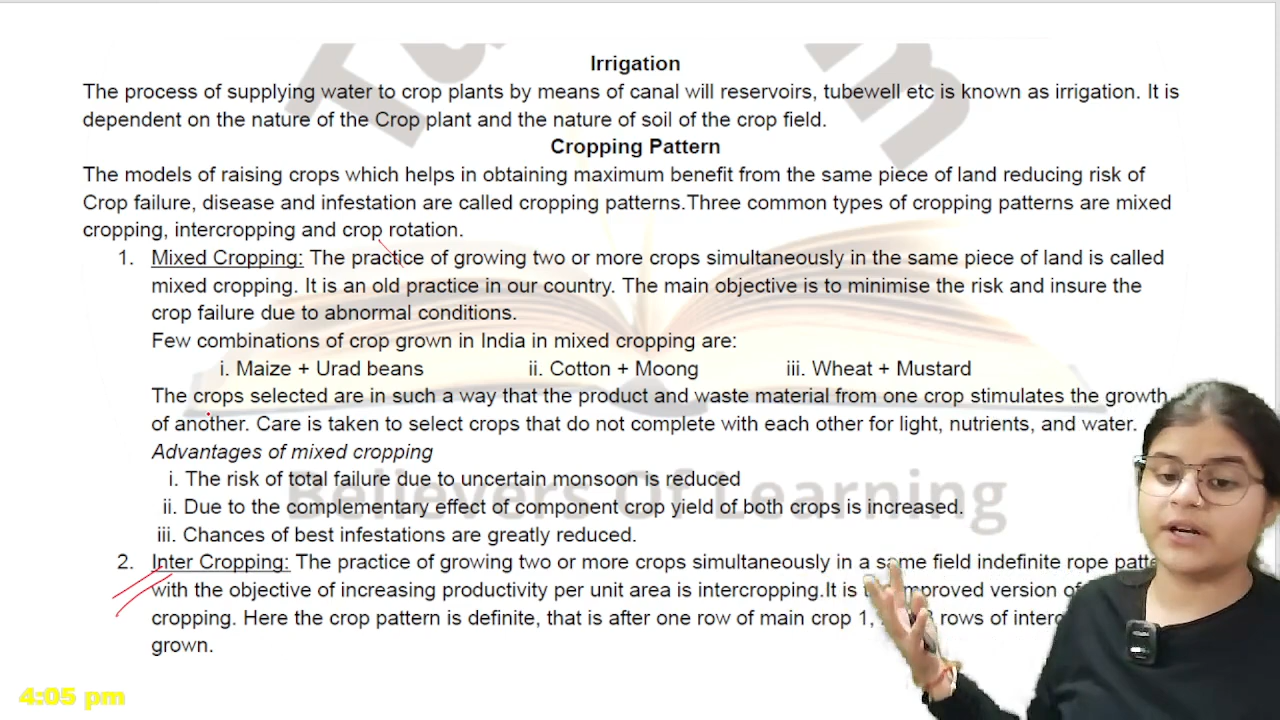 Irrigation
The process of supplying water to crop plants by means of canal will reservoirs, tubewell etc is known as irrigation. It is
dependent on the nature of the Crop plant and the nature of soil of the crop field.
Cropping Pattern
The models of raising crops which helps in obtaining maximum benefit from the same piece of land reducing risk of
Crop failure, disease and infestation are called cropping patterns.Three common types of cropping patterns are mixed
cropping, intercropping and crop rotation.
1. Mixed Cropping: The practice of growing two or more crops simultaneously in the same piece of land is called
mixed cropping. It is an old practice in our country. The main objective is to minimise the risk and insure the
crop failure due to abnormal conditions.
Few combinations of crop grown in India in mixed cropping are:
i. Maize + Urad beans ii. Cotton + Moong iii. Wheat + Mustard
The crops selected are in such a way that the product and waste material from one crop stimulates the growth
of another. Care is taken to select crops that do not complete with each other for light, nutrients, and water.
Advantages of mixed cropping
i. The risk of total failure due to uncertain monsoon is reduced
ii. Due to the complementary effect of component crop yield of both crops is increased.
iii. Chances of best infestations are greatly reduced.
Believers Of Learning
2. Inter Cropping: The practice of growing two or more crops simultaneously in a same field indefinite rope
with the objective of increasing productivity per unit area is intercropping.It is version of
cropping. Here the crop pattern is definite, that is after one row of main crop 1, rows of
grown.
4:05 pm